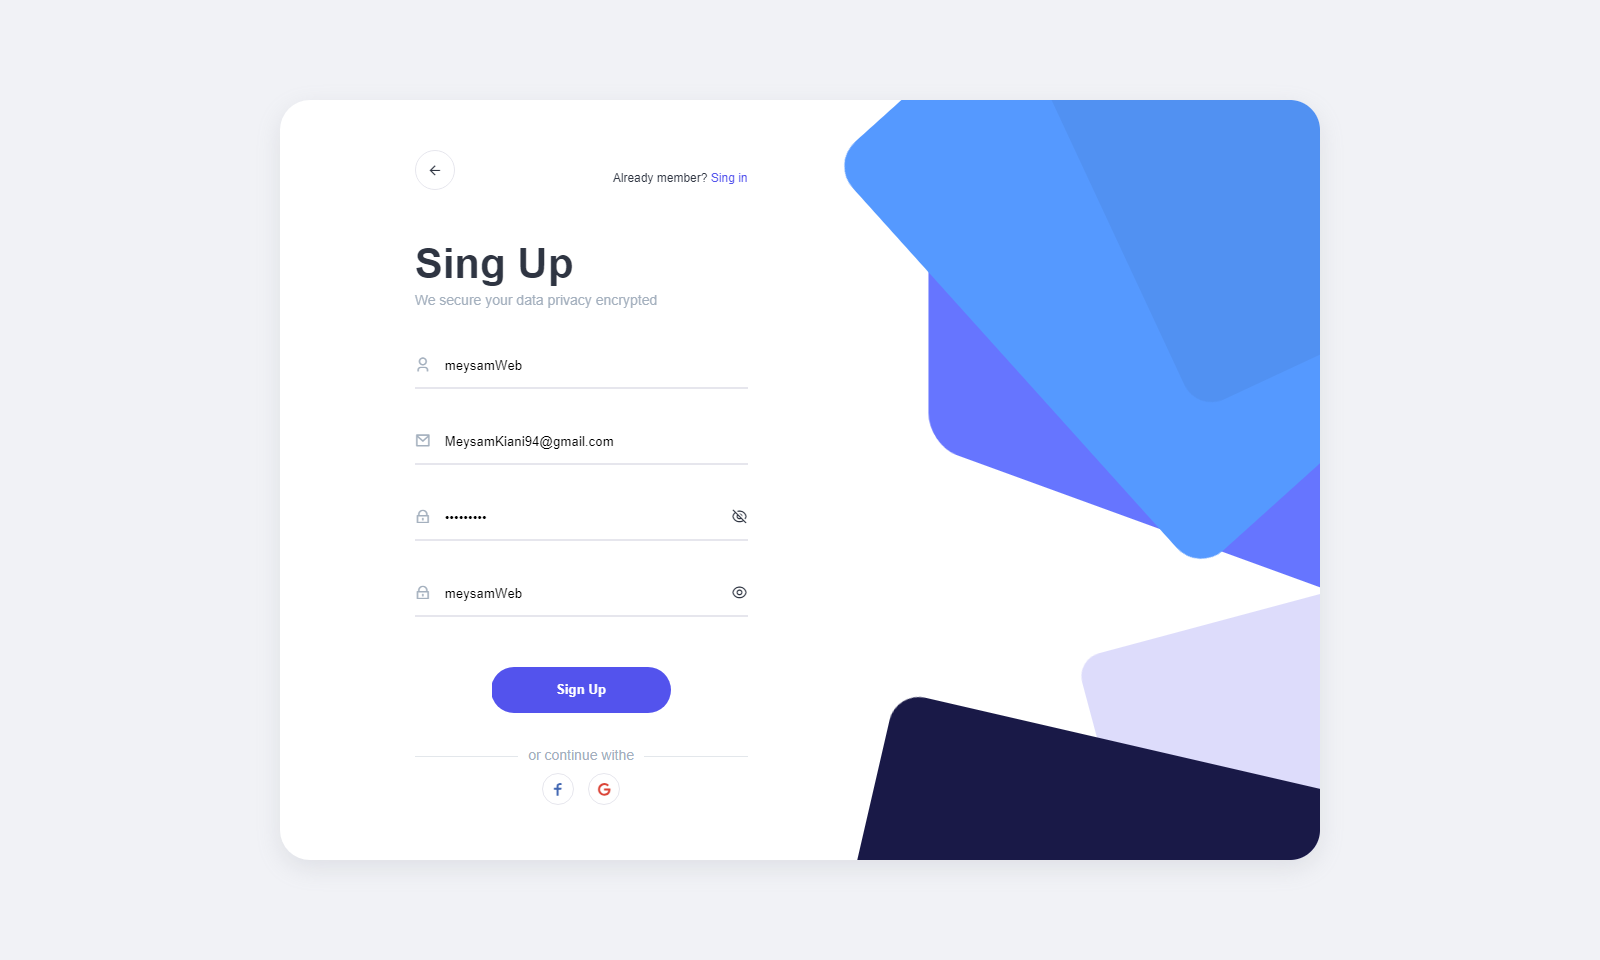 Already member? Sing in
Sing Up
We secure your data privacy encrypted
meysamWeb
MeysamKiani94@gmail.com
•••••••••
meysamWeb
Sign Up
or continue withe